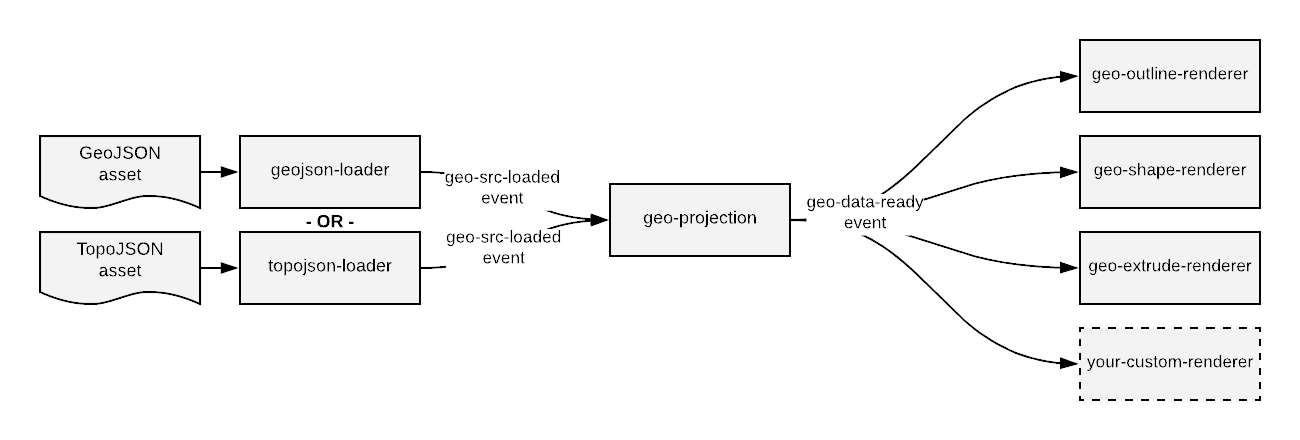 GeoJSON
asset
geojson-loader
geo-src-loaded
event
- OR -
TopoJSON
asset
topojson-loader
geo-src-loaded
event
geo-projection
geo-data-ready
event
geo-outline-renderer
geo-shape-renderer
geo-extrude-renderer
your-custom-renderer